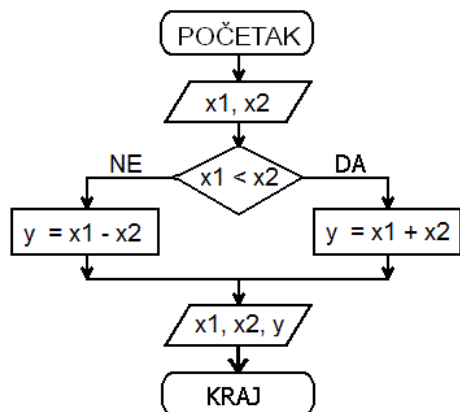 POČETAK
x1, x2
NE
x1 < x2
DA
y = x1 - x2
y = x1 + x2
x1, x2, y
KRAJ